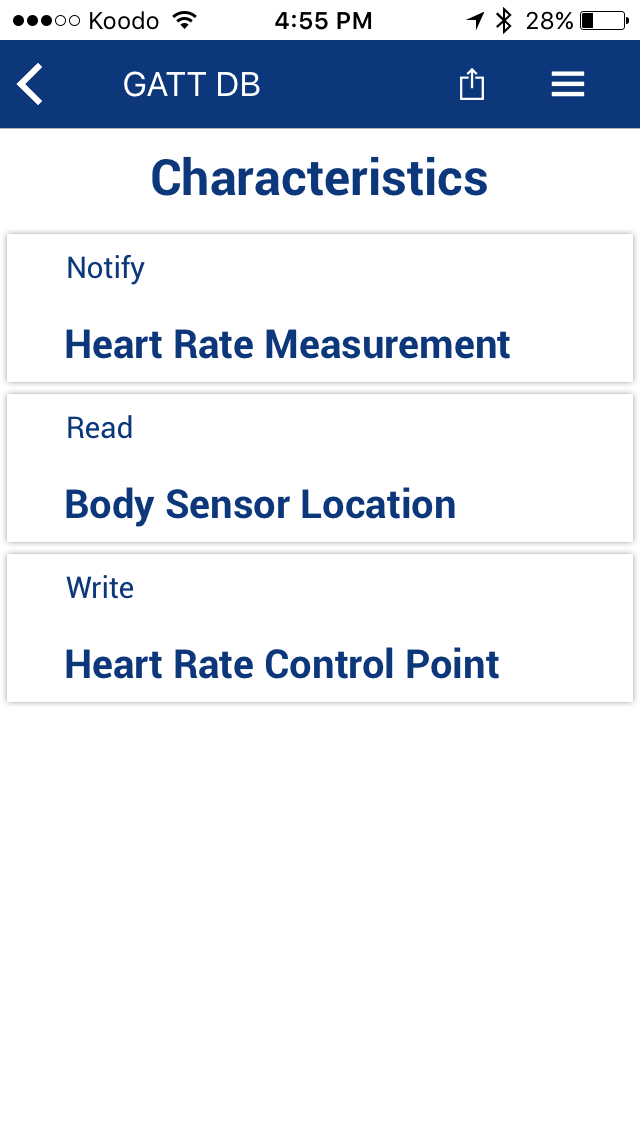 Koodo 4:55 PM 28%
GATT DB
Characteristics
Notify
Heart Rate Measurement
Read
Body Sensor Location
Write
Heart Rate Control Point